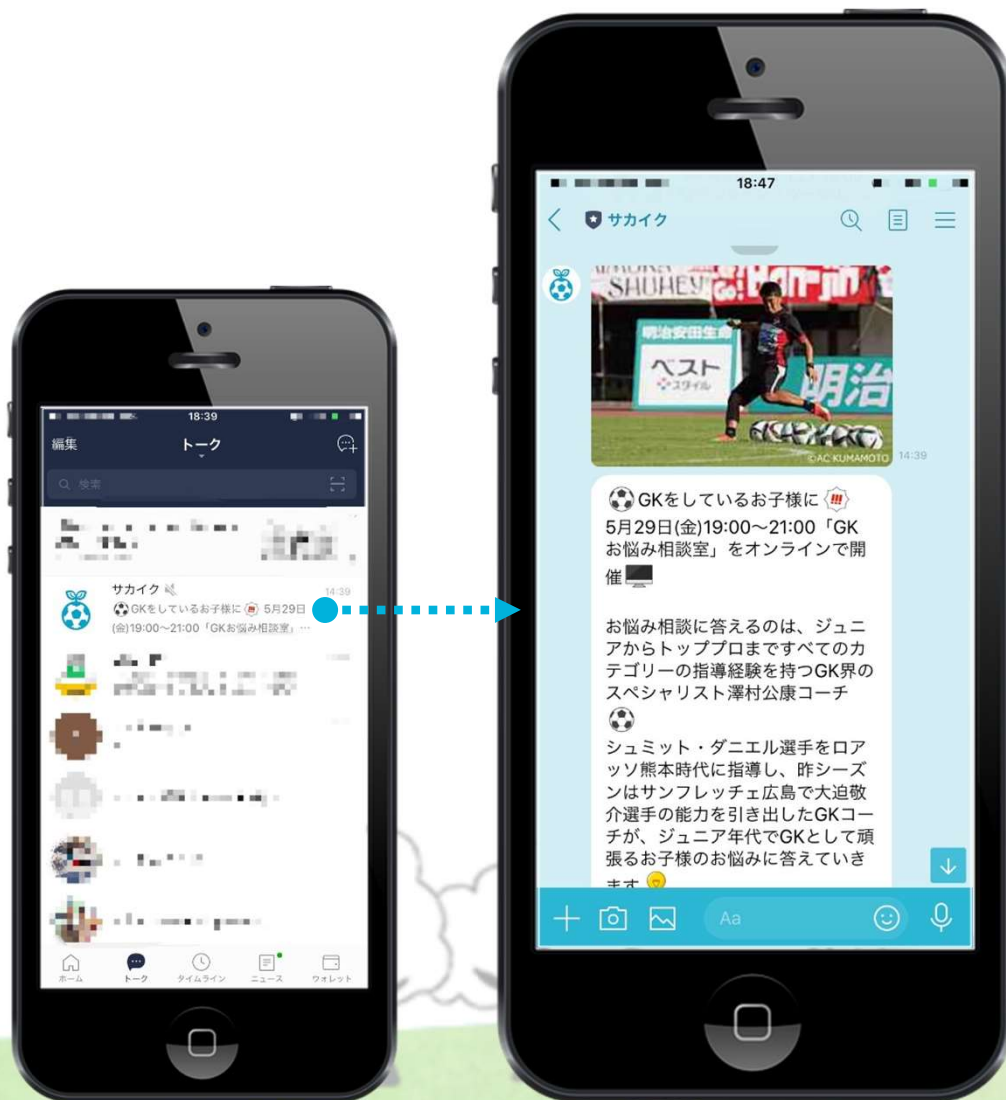 18:39
編集
トーク
検索
サカイク
14:39
GKをしているお子様に 5月29日
(金)19:00〜21:00「GKお悩み相談室」…
ホーム
トーク
タイムライン
ニュース
ウォレット
18:47
サカイク
SHUHEY
明治安田生命
ベスト
スタイル
明治
©AC KUMAMOTO
14:39
GKをしているお子様に
5月29日(金)19:00〜21:00「GK
お悩み相談室」をオンラインで開
催
お悩み相談に答えるのは、ジュニ
アからトッププロまですべてのカ
テゴリーの指導経験を持つGK界の
スペシャリスト澤村公康コーチ
シュミット・ダニエル選手をロア
ッソ熊本時代に指導し、昨シーズ
ンはサンフレッチェ広島で大迫敬
介選手の能力を引き出したGKコー
チが、ジュニア年代でGKとして頑
張るお子様のお悩みに答えていき
ます
Aa